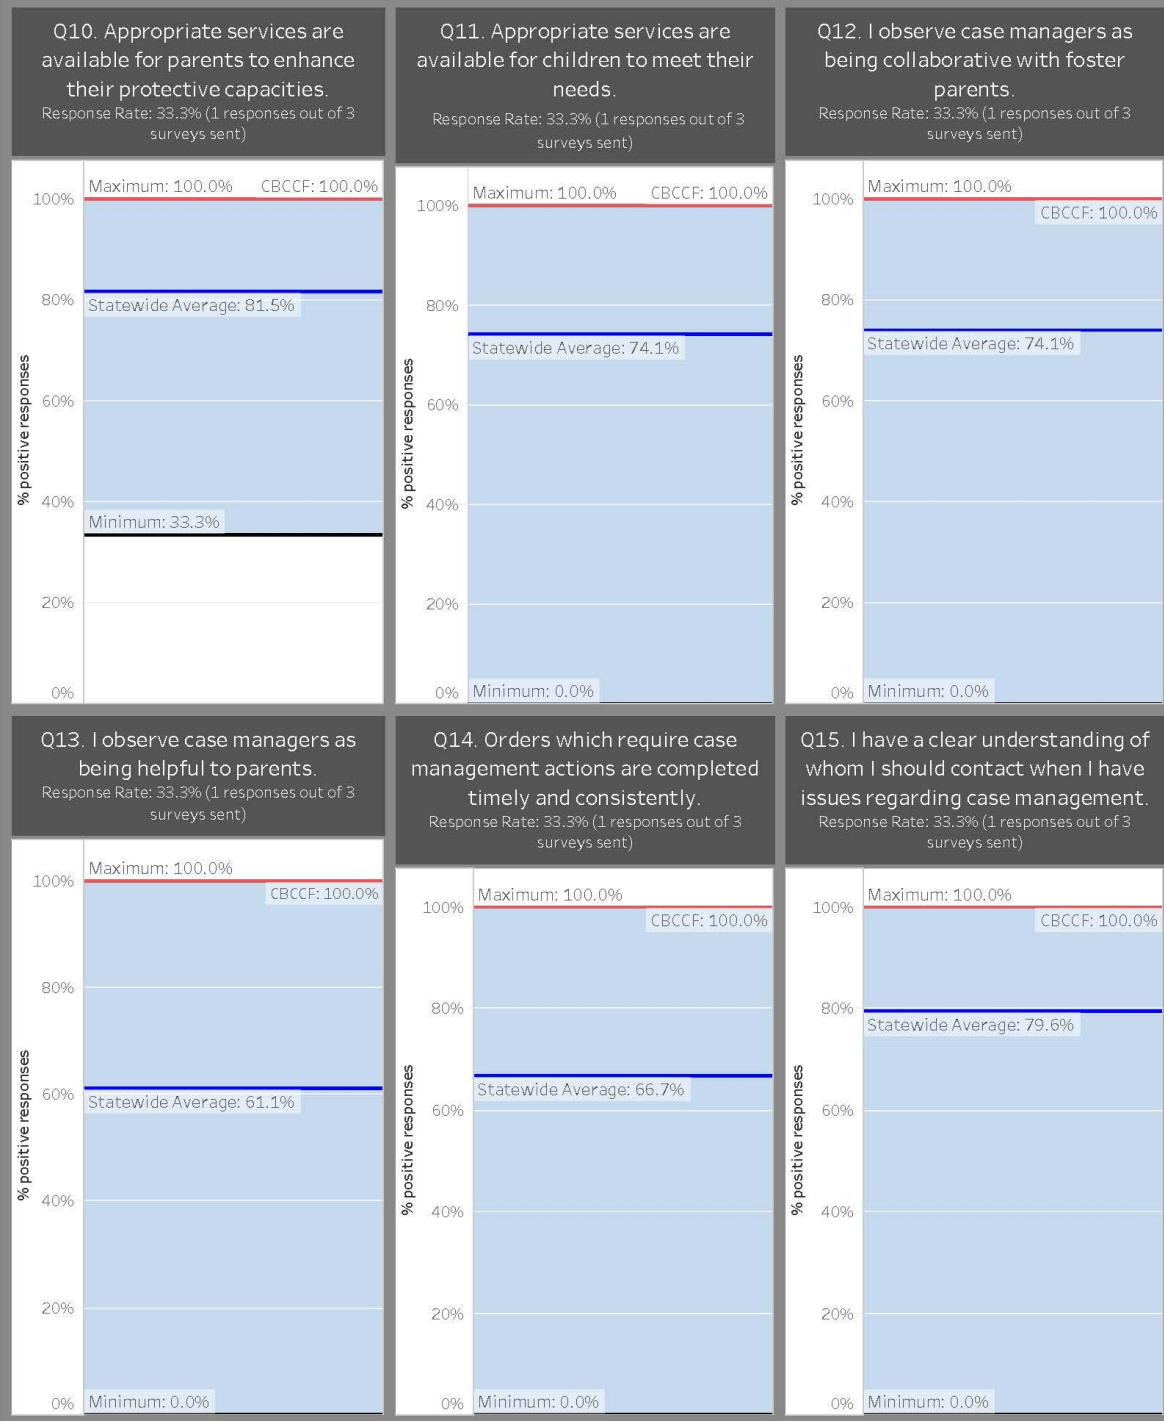 Q10. Appropriate services are
available for parents to enhance
their protective capacities.
Response Rate: 33.3% (1 responses out of 3
surveys sent)
Maximum: 100.0% CBCCF: 100.0%
100%
80%
Statewide Average: 81.5%
60%
40%
Minimum: 33.3%
20%
0%
% positive responses
Q11. Appropriate services are
available for children to meet their
needs.
Response Rate: 33.3% (1 responses out of 3
surveys sent)
Maximum: 100.0% CBCCF: 100.0%
100%
80%
Statewide Average: 74.1%
60%
40%
20%
0%
Minimum: 0.0%
% positive responses
Q12. I observe case managers as
being collaborative with foster
parents.
Response Rate: 33.3% (1 responses out of 3
surveys sent)
Maximum: 100.0%
100%
CBCCF: 100.0%
80%
Statewide Average: 74.1%
60%
40%
20%
0%
Minimum: 0.0%
% positive responses
Q13. I observe case managers as
being helpful to parents.
Response Rate: 33.3% (1 responses out of 3
surveys sent)
Maximum: 100.0%
100%
CBCCF: 100.0%
80%
60%
Statewide Average: 61.1%
40%
20%
0%
Minimum: 0.0%
% positive responses
Q14. Orders which require case
management actions are completed
timely and consistently.
Response Rate: 33.3% (1 responses out of 3
surveys sent)
Maximum: 100.0%
100%
CBCCF: 100.0%
80%
Statewide Average: 66.7%
60%
40%
20%
0%
Minimum: 0.0%
% positive responses
Q15. I have a clear understanding of
whom I should contact when I have
issues regarding case management.
Response Rate: 33.3% (1 responses out of 3
surveys sent)
Maximum: 100.0%
100%
CBCCF: 100.0%
80%
Statewide Average: 79.6%
60%
40%
20%
0%
Minimum: 0.0%
% positive responses